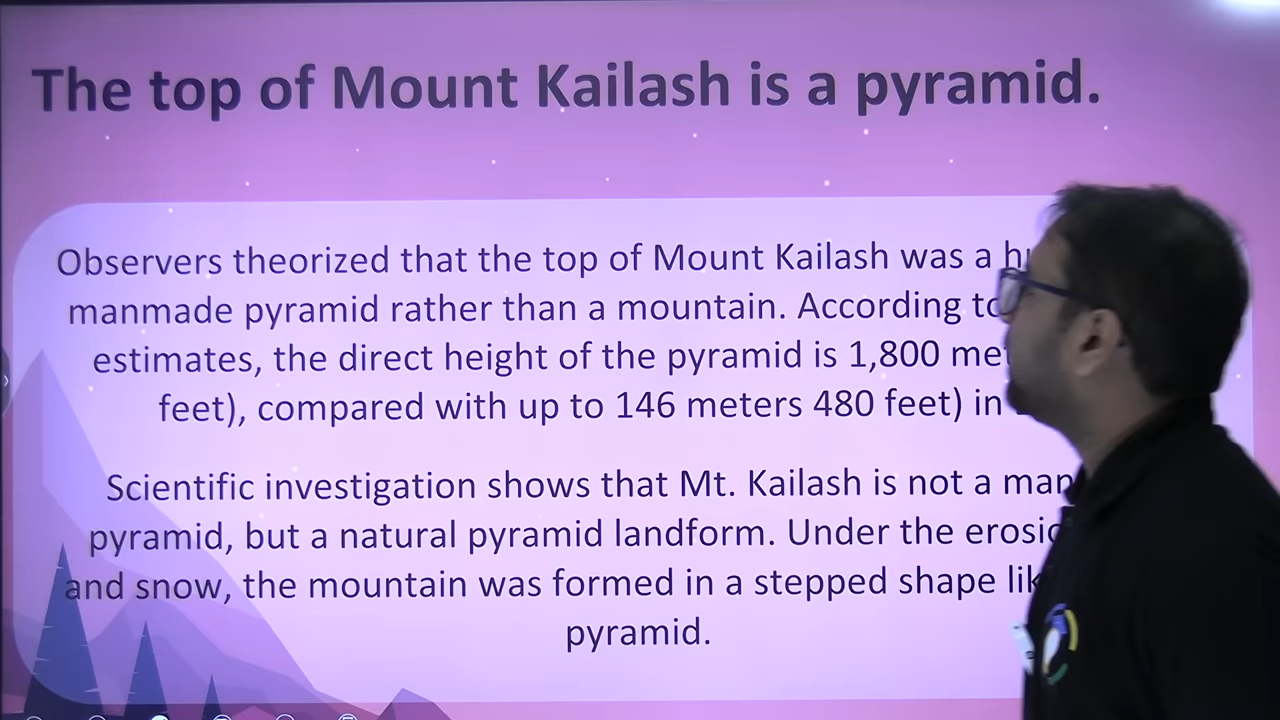 The top of Mount Kailash is a pyramid.
Observers theorized that the top of Mount Kailash was a
manmade pyramid rather than a mountain. According to
estimates, the direct height of the pyramid is 1,800
feet), compared with up to 146 meters 480 feet) in
Scientific investigation shows that Mt. Kailash is not a
pyramid, but a natural pyramid landform. Under the
and snow, the mountain was formed in a stepped shape
pyramid.